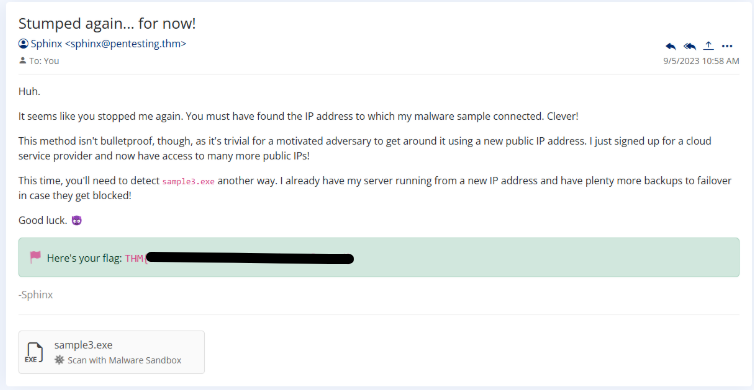 Stumped again... for now!
Sphinx <sphinx@pentesting.thm>
To: You
9/5/2023 10:58 AM
Huh.
It seems like you stopped me again. You must have found the IP address to which my malware sample connected. Clever!
This method isn't bulletproof, though, as it's trivial for a motivated adversary to get around it using a new public IP address. I just signed up for a cloud
service provider and now have access to many more public IPs!
This time, you'll need to detect sample3.exe another way. I already have my server running from a new IP address and have plenty more backups to failover
in case they get blocked!
Good luck.
Here's your flag: THM{
-Sphinx
EXE
sample3.exe
Scan with Malware Sandbox